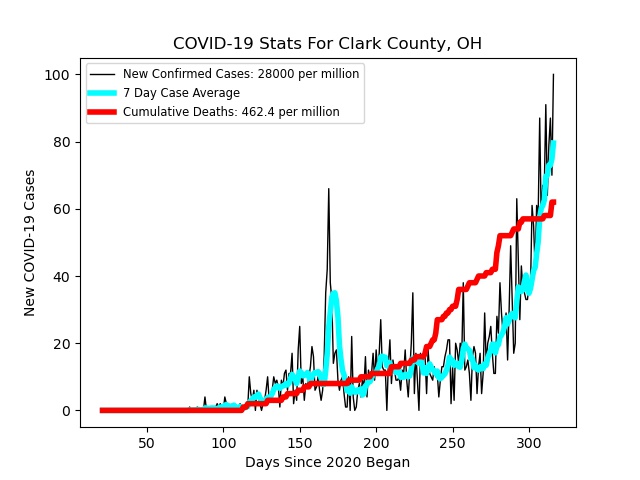 COVID-19 Stats For Clark County, OH
New Confirmed Cases: 28000 per million
7 Day Case Average
Cumulative Deaths: 462.4 per million
New COVID-19 Cases
100
80
60
40
20
0
50 100 150 200 250 300
Days Since 2020 Began